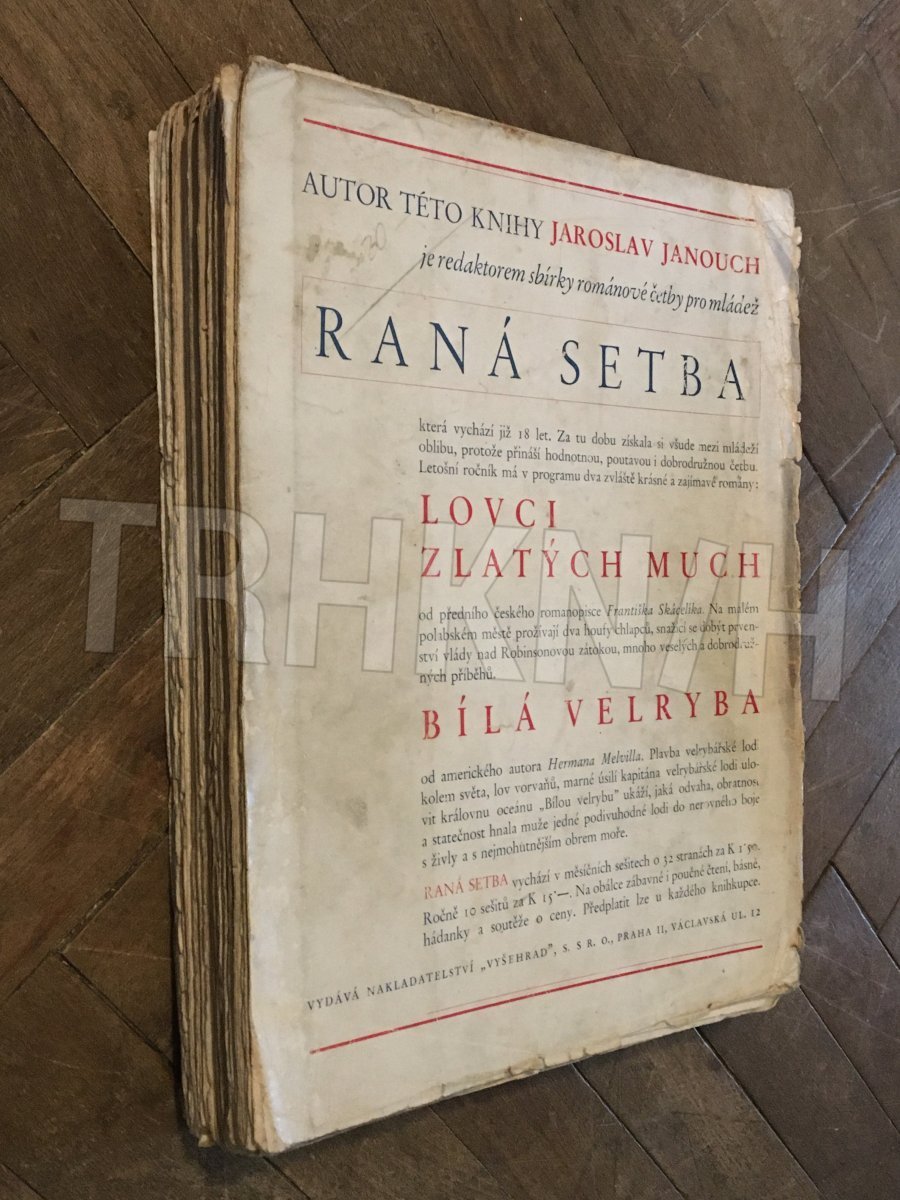 AUTOR TÉTO KNIHY JAROSLAV JANOUCH
je redaktorem sbírky románové četby pro mládež
RANÁ SETBA
která vychází již 18 let. Za tu dobu získala si všude mezi mládeží
oblibu, protože přináší hodnotnou, poutavou i dobrodružnou četbu.
Letošní ročník má v programu dva zvláště krásné a zajímavé romány:
LOVCI
ZLATÝCH MUCH
od předního českého romanopisce Františka Skácelíka. Na malém
polabském městě prožívají dva houfy chlapců, snažící se dobýt prven-
ství vlády nad Robinsonovou zátokou, mnoho veselých a dobrodruž-
ných příběhů.
BÍLÁ VELRYBA
od amerického autora Hermana Melvilla. Plavba velrybářské lodi
kolem světa, lov vorvaňů, marné úsilí kapitána velrybářské lodi ulo-
vit královnu oceánu „Bílou velrybu" ukáží, jaká odvaha, obratnost
a statečnost hnala muže jedné podivuhodné lodi do nerovného boje
s živly a s nejmohutnějším obrem moře.
RANÁ SETBA vychází v měsíčních sešitech o 32 stranách za K 1·50.
Ročně 10 sešitů za K 15·—. Na obálce zábavné i poučné čtení, básně,
hádanky a soutěže o ceny. Předplatit lze u každého knihkupce.
VYDÁVÁ NAKLADATELSTVÍ „VYŠEHRAD", S. S R. O., PRAHA II, VÁCLAVSKÁ UL. 12
TRHKNIH